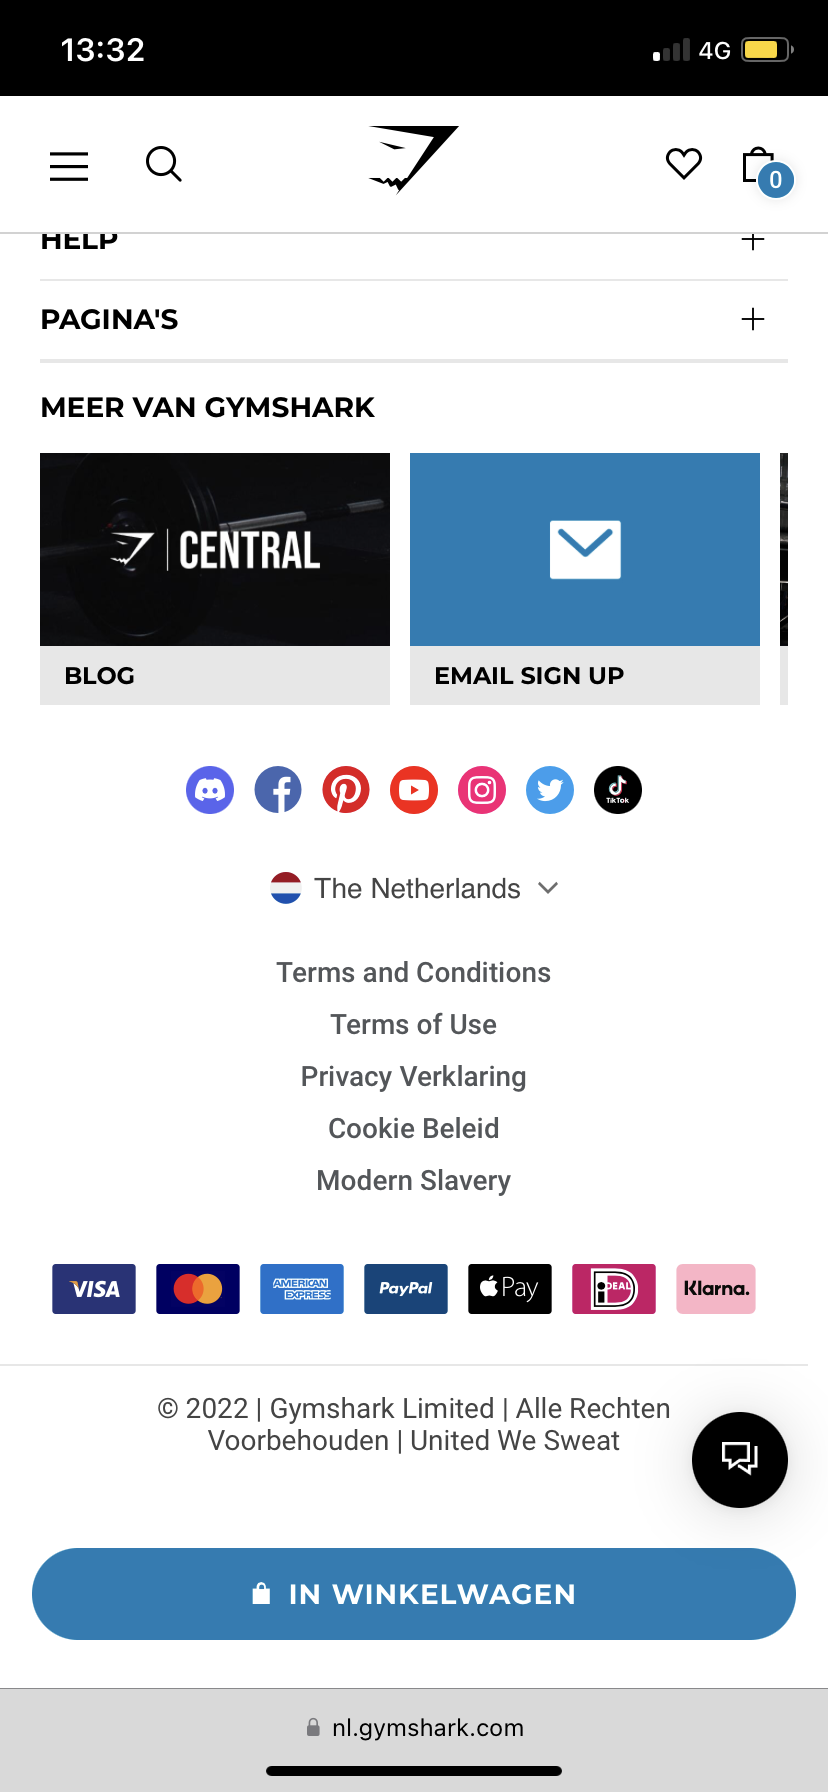 13:32
4G
0
HELP
PAGINA'S
MEER VAN GYMSHARK
CENTRAL
BLOG
EMAIL SIGN UP
TikTok
The Netherlands
Terms and Conditions
Terms of Use
Privacy Verklaring
Cookie Beleid
Modern Slavery
VISA
AMERICAN EXPRESS
PayPal
Pay
iDEAL
Klarna.
© 2022 | Gymshark Limited | Alle Rechten
Voorbehouden | United We Sweat
IN WINKELWAGEN
nl.gymshark.com